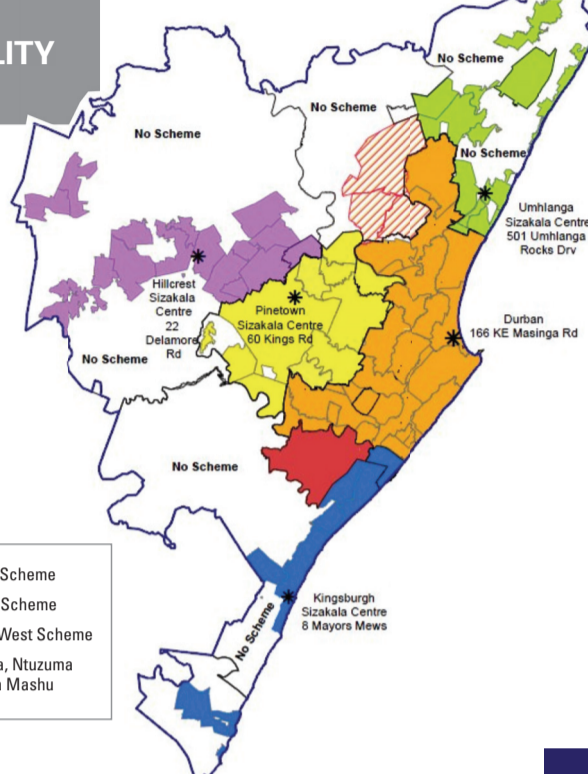 LITY
No Scheme
No Scheme
No Scheme
No Scheme
Umhlanga
Sizakala Centre
501 Umhlanga
Rocks Drv
Hillcrest
Sizakala
Centre
22
Delamore
Rd
Pinetown
Sizakala Centre
60 Kings Rd
Durban
166 KE Masinga Rd
No Scheme
No Scheme
Kingsburgh
Sizakala Centre
8 Mayors Mews
No Scheme
Scheme
Scheme
West Scheme
a, Ntuzuma
Mashu